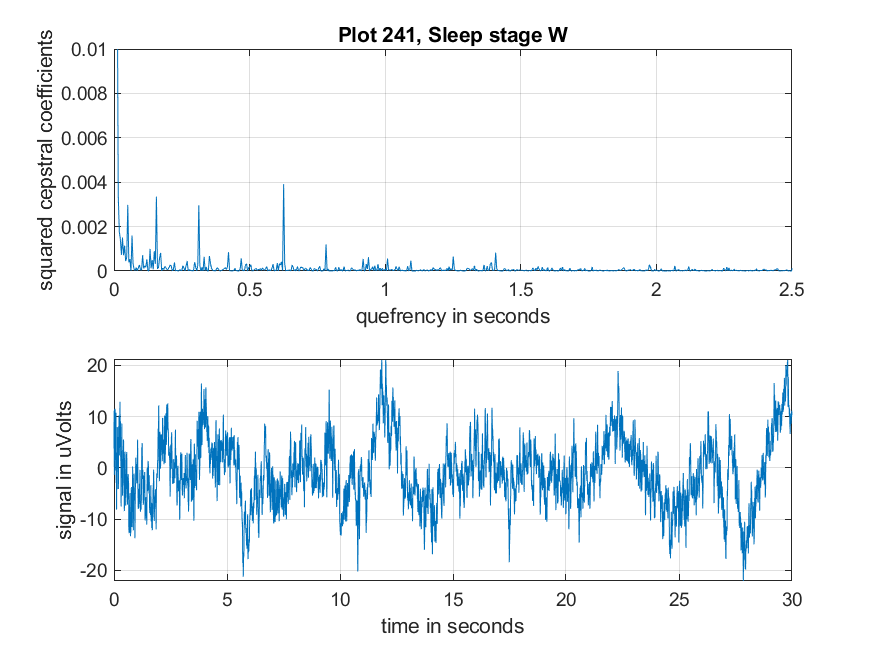 Plot 241, Sleep stage W
squared cepstral coefficients
0.01
0.008
0.006
0.004
0.002
0
0 0.5 1 1.5 2 2.5
quefrency in seconds
signal in uVolts
20
10
0
-10
-20
0 5 10 15 20 25 30
time in seconds